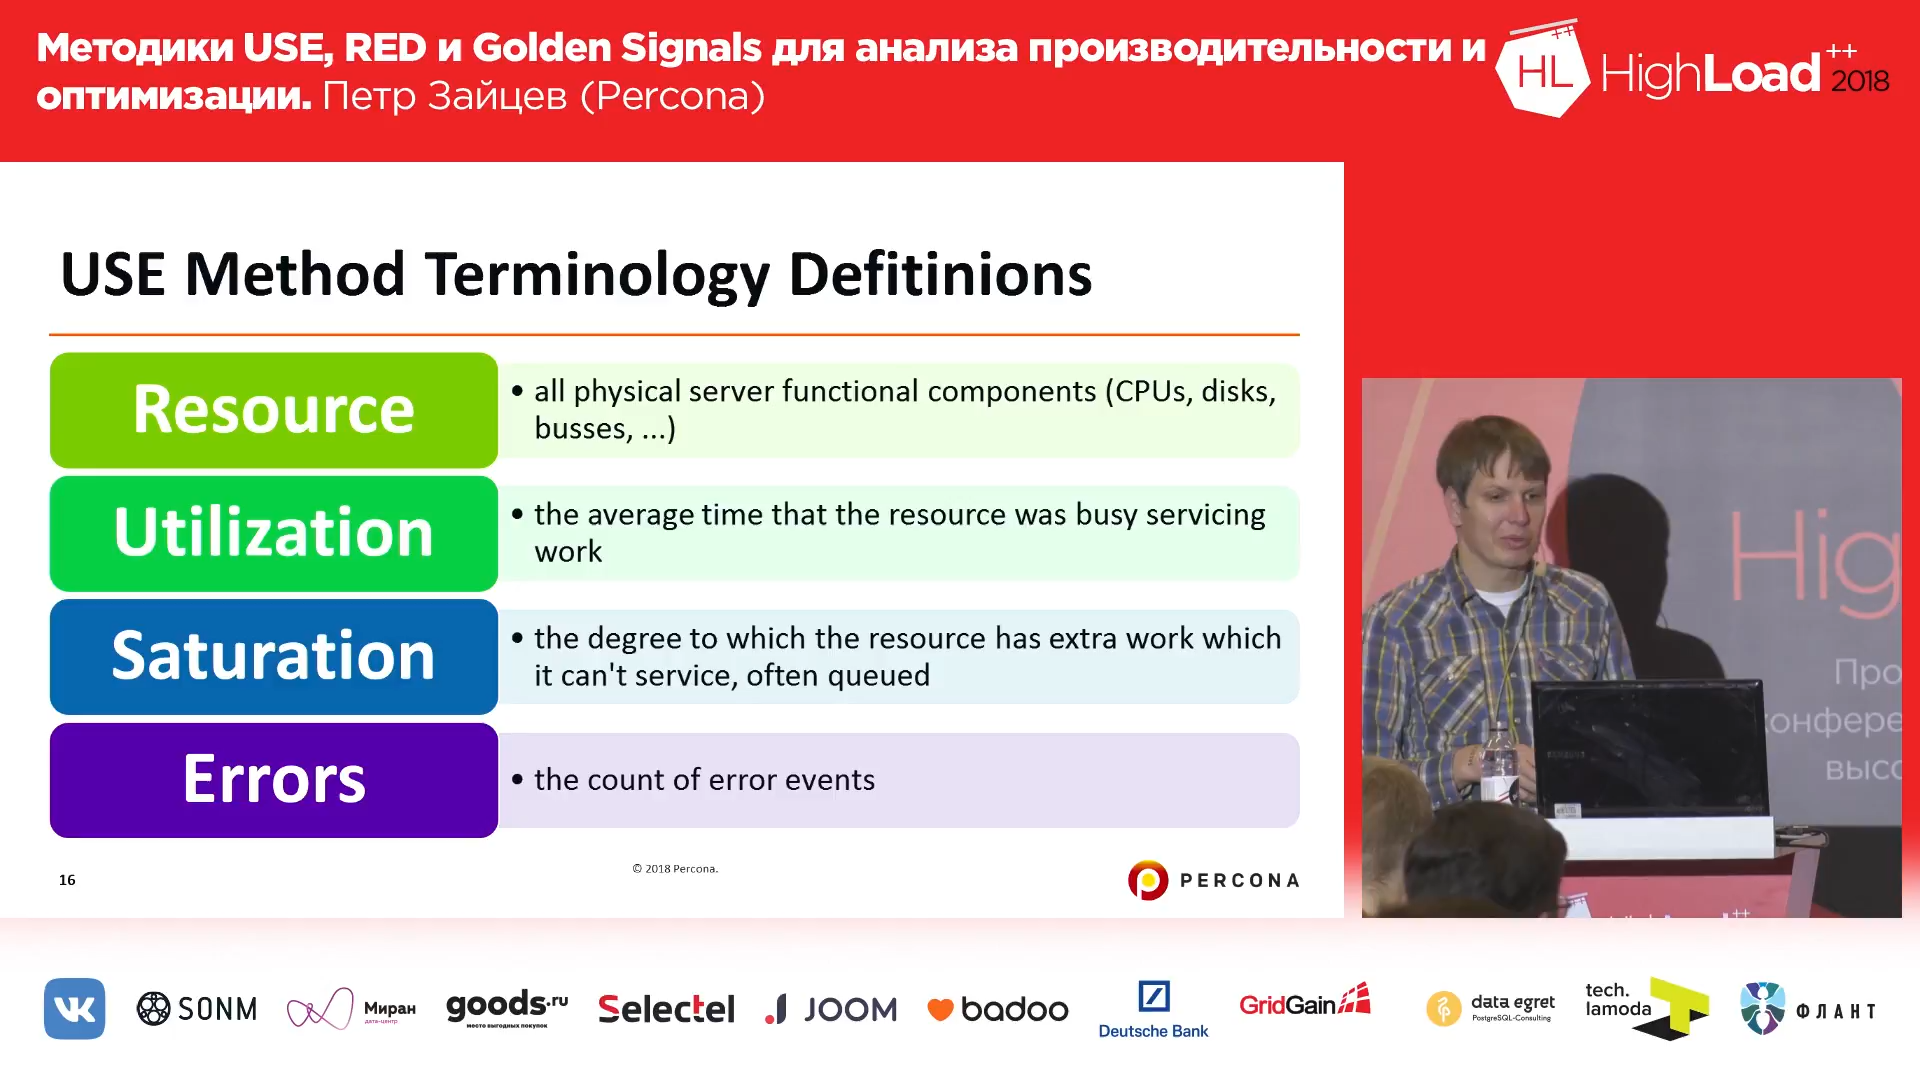 Методики USE, RED и Golden Signals для анализа производительности и
оптимизации. Петр Зайцев (Percona)
HL++
HighLoad++ 2018
USE Method Terminology Defitinions
Resource
• all physical server functional components (CPUs, disks,
busses, ...)
Utilization
• the average time that the resource was busy servicing
work
Saturation
• the degree to which the resource has extra work which
it can't service, often queued
Errors
• the count of error events
16
© 2018 Percona.
PERCONA
Hig
Про
конфере
высо
VK
SONM
Миран
дата-центр
goods.ru
место выгодных покупок
Selectel
JOOM
badoo
Deutsche Bank
GridGain
data egret
PostgreSQL-Consulting
tech.
lamoda
ФЛАНТ